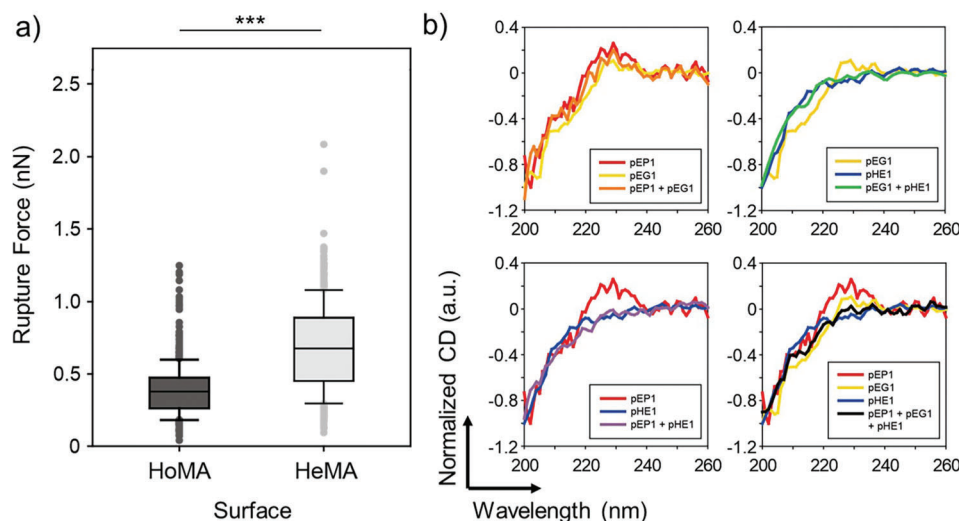 a)
***
Rupture Force (nN)
2.5
2.0
1.5
1.0
0.5
0
HoMA
HeMA
Surface
b)
0.4
0
-0.4
-0.8
-1.2
200 220 240 260
pEP1
pEG1
pEP1 + pEG1
0.4
0
-0.4
-0.8
-1.2
200 220 240 260
pEG1
pHE1
pEG1 + pHE1
0.4
0
-0.4
-0.8
-1.2
200 220 240 260
pEP1
pHE1
pEP1 + pHE1
0.4
0
-0.4
-0.8
-1.2
200 220 240 260
pEP1
pEG1
pHE1
pEP1 + pEG1
+ pHE1
Normalized CD (a.u.)
Wavelength (nm)